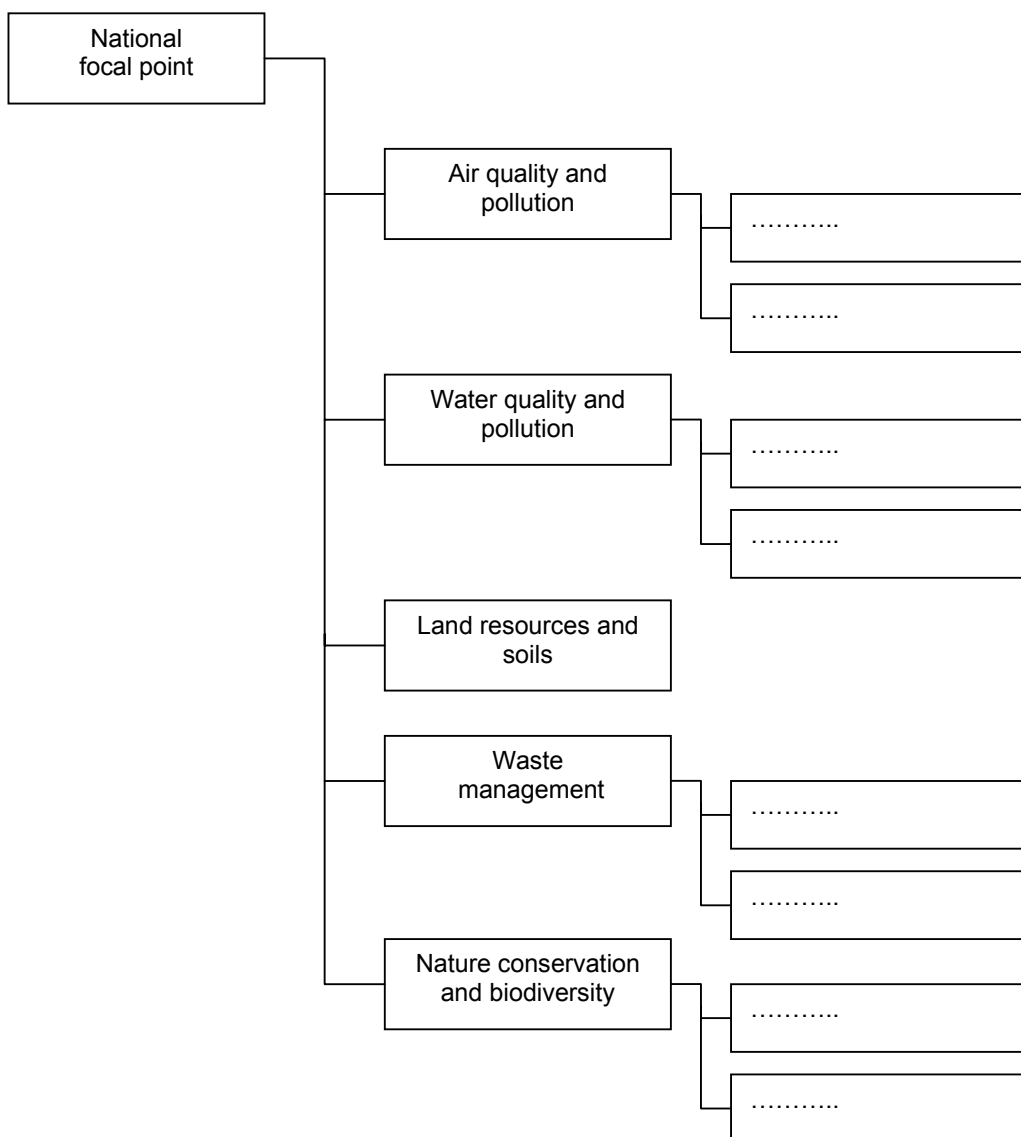 National
focal point
Air quality and
pollution
………..
………..
Water quality and
pollution
………..
………..
Land resources and
soils
Waste
management
………..
………..
Nature conservation
and biodiversity
………..
………..